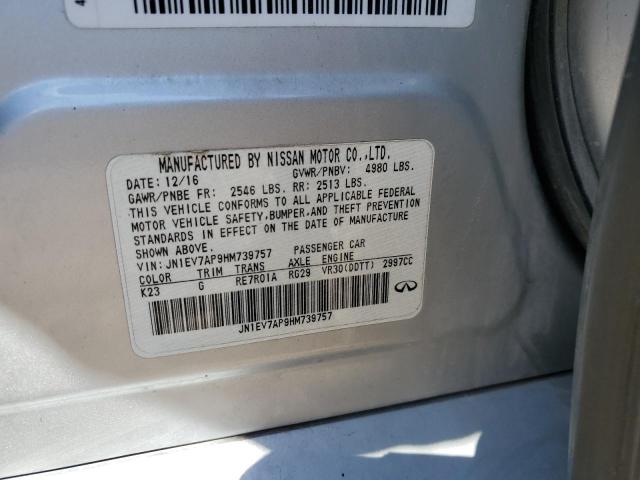 4
MANUFACTURED BY NISSAN MOTOR CO.,LTD.
DATE: 12/16 GVWR/PNBV: 4980 LBS.
GAWR/PNBE FR: 2546 LBS. RR: 2513 LBS.
THIS VEHICLE CONFORMS TO ALL APPLICABLE FEDERAL
MOTOR VEHICLE SAFETY, BUMPER, AND THEFT PREVENTION
STANDARDS IN EFFECT ON THE DATE OF MANUFACTURE
SHOWN ABOVE.
VIN: JN1EV7AP9HM739757 PASSENGER CAR
COLOR TRIM TRANS AXLE ENGINE
K23 G RE7R01A RG29 VR30(DDTT) 2997CC
JN1EV7AP9HM739757